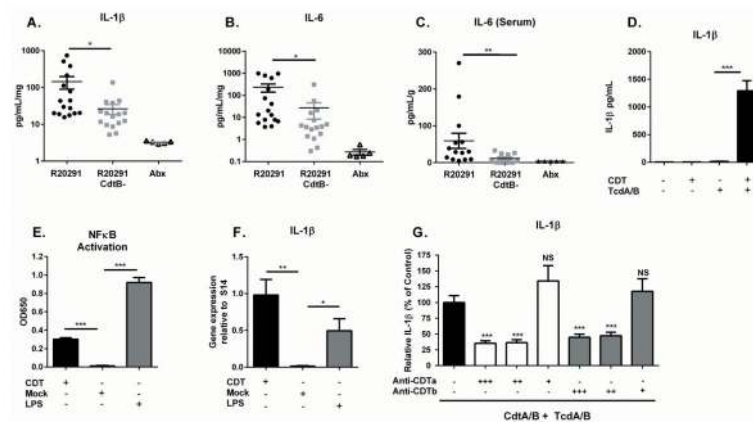 A. IL-1β
*
pg/mL/mg
1000
100
10
1
R20291 R20291 CdtB- Abx
B. IL-6
*
pg/mL/mg
10000
1000
100
10
1
0.1
R20291 R20291 CdtB- Abx
C. IL-6 (Serum)
**
pg/mL/g
400
300
200
100
0
R20291 R20291 CdtB- Abx
D. IL-1β
***
IL-1β pg/mL
2000
1500
1000
500
0
CDT - + - +
TcdA/B - - + +
E. NFκB Activation
***
***
OD650
1.0
0.8
0.6
0.4
0.2
0.0
CDT + - -
Mock - + -
LPS - - +
F. IL-1β
**
*
Gene expression relative to S14
1.5
1.0
0.5
0.0
CDT + - -
Mock - + -
LPS - - +
G. IL-1β
Relative IL-1β (% of Control)
175
150
125
100
75
50
25
0
*** *** NS *** *** NS
Anti-CDTa - +++ ++ + - - -
Anti-CDTb - - - - +++ ++ +
CdtA/B + TcdA/B